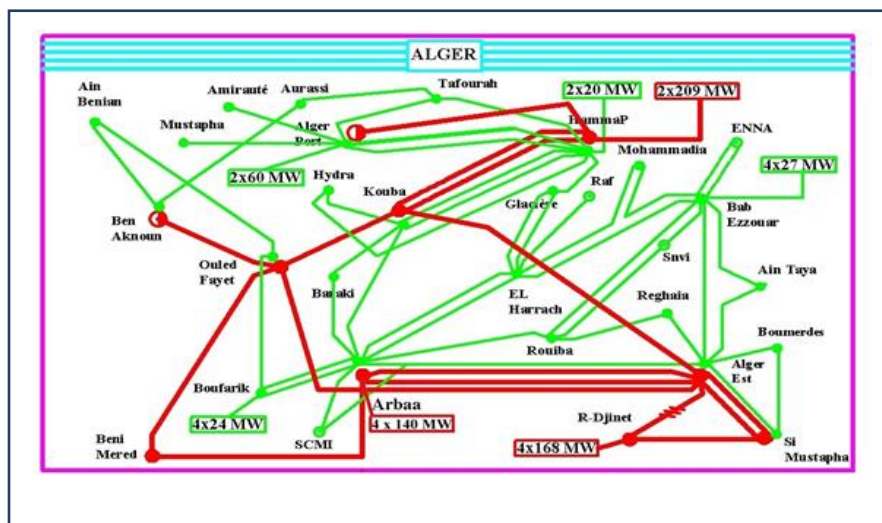 ALGER
Ain
Benian
Amirauté
Aurassi
Tafourah
2x20 MW
2x209 MW
Mustapha
Alger
Port
HammaP
ENNA
Mohammadia
4x27 MW
2x60 MW
Hydra
Kouba
Glacière
Raf
Ben
Aknoun
Bab
Ezzouar
Ouled
Fayet
Baraki
EL
Harrach
Snvi
Ain Taya
Reghaia
Boumerdes
Rouiba
Alger
Est
Boufarik
4x24 MW
Arbaa
4 x 140 MW
R-Djinet
SCMI
Beni
Mered
4x168 MW
Si
Mustapha